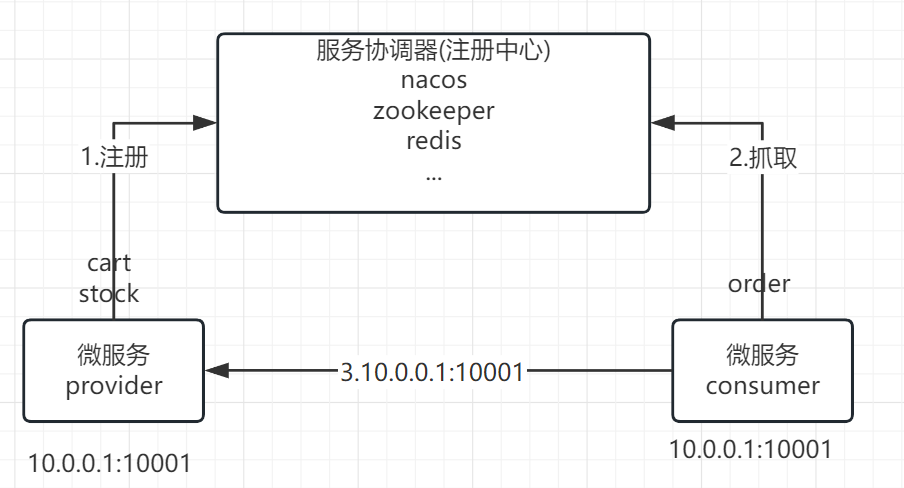 服务协调器(注册中心)
nacos
zookeeper
redis
...
1.注册
2.抓取
cart
stock
order
微服务
provider
3.10.0.0.1:10001
微服务
consumer
10.0.0.1:10001
10.0.0.1:10001